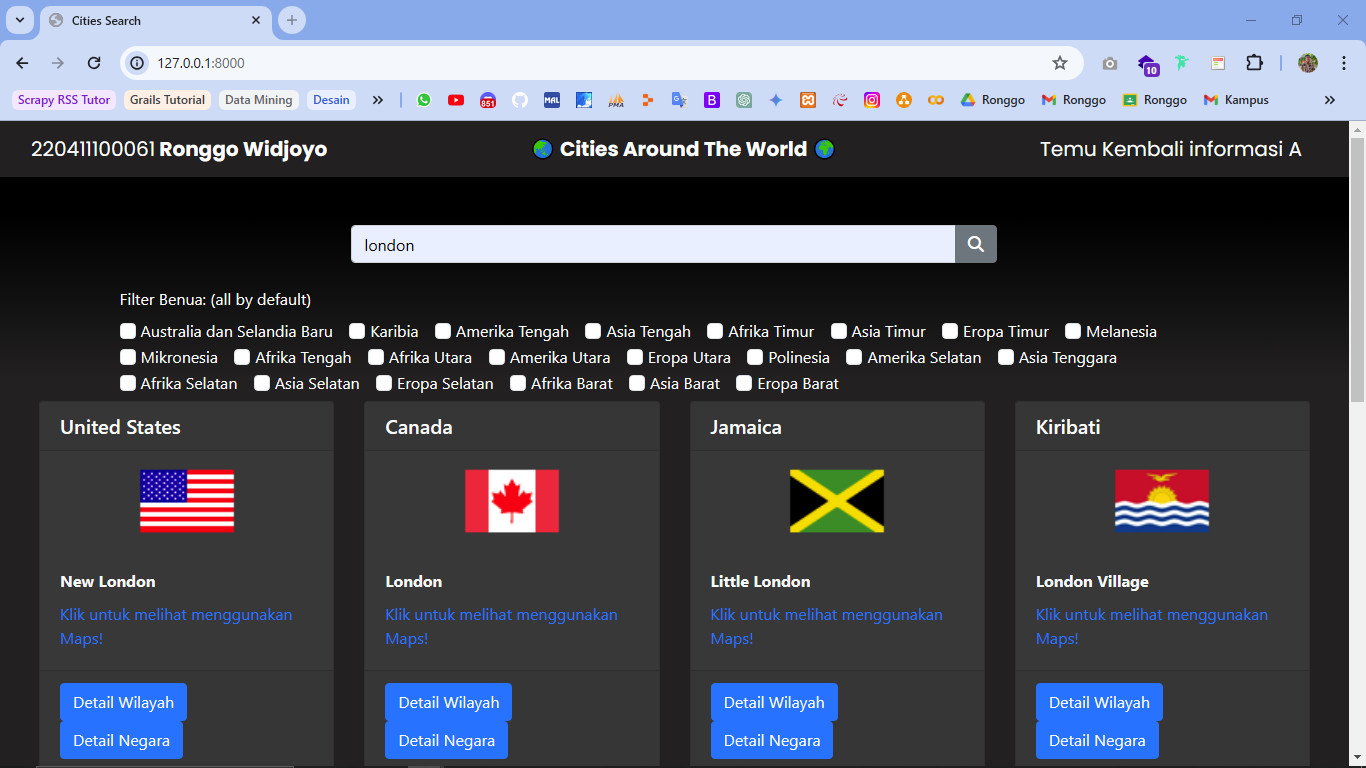 Cities Search
127.0.0.1:8000
10
Scrapy RSS Tutor Grails Tutorial Data Mining Desain 851 MAL PMA B Ronggo Ronggo Ronggo Kampus
220411100061 Ronggo Widjoyo Cities Around The World Temu Kembali informasi A
london
Filter Benua: (all by default)
Australia dan Selandia Baru Karibia Amerika Tengah Asia Tengah Afrika Timur Asia Timur Eropa Timur Melanesia
Mikronesia Afrika Tengah Afrika Utara Amerika Utara Eropa Utara Polinesia Amerika Selatan Asia Tenggara
Afrika Selatan Asia Selatan Eropa Selatan Afrika Barat Asia Barat Eropa Barat
United States
New London
Klik untuk melihat menggunakan
Maps!
Detail Wilayah
Detail Negara
Canada
London
Klik untuk melihat menggunakan
Maps!
Detail Wilayah
Detail Negara
Jamaica
Little London
Klik untuk melihat menggunakan
Maps!
Detail Wilayah
Detail Negara
Kiribati
London Village
Klik untuk melihat menggunakan
Maps!
Detail Wilayah
Detail Negara